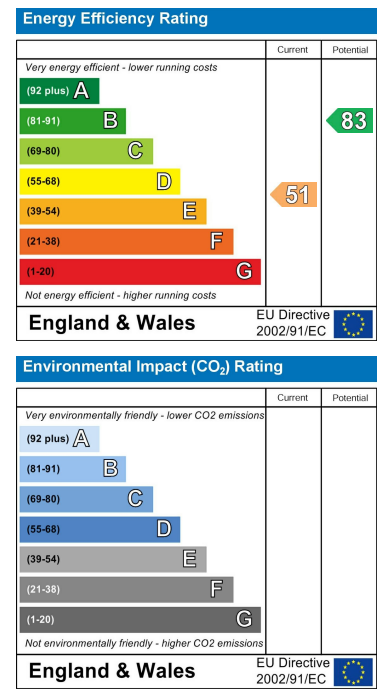 Energy Efficiency Rating
Current Potential
Very energy efficient - lower running costs
(92 plus) A
(81-91) B
83
(69-80) C
(55-68) D
51
(39-54) E
(21-38) F
(1-20) G
Not energy efficient - higher running costs
England & Wales
EU Directive
2002/91/EC
Environmental Impact (CO₂) Rating
Current Potential
Very environmentally friendly - lower CO2 emissions
(92 plus) A
(81-91) B
(69-80) C
(55-68) D
(39-54) E
(21-38) F
(1-20) G
Not environmentally friendly - higher CO2 emissions
England & Wales
EU Directive
2002/91/EC